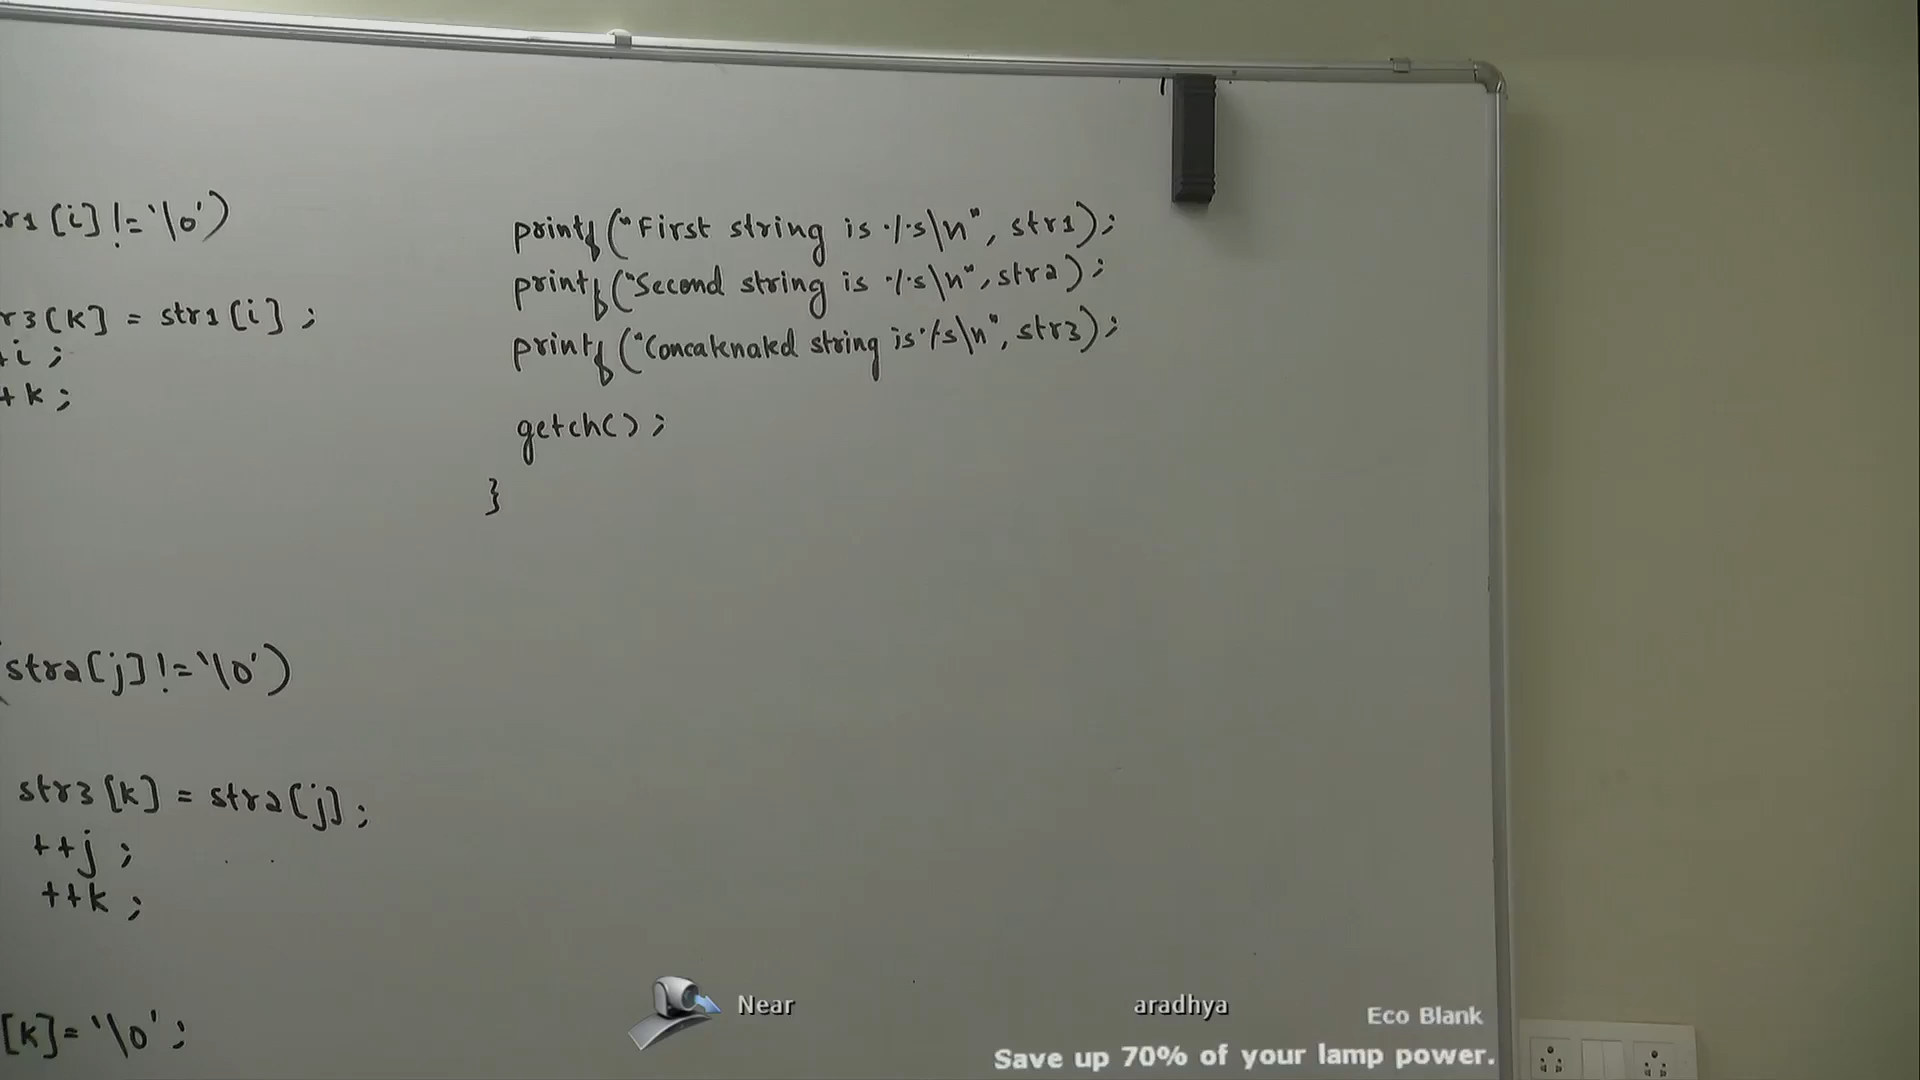 r1[i]!='\0')
r3[k] = str1[i];
+i;
+k;
str2[j]!='\0')
str3[k] = str2[j];
++j;
++k;
[k]='\0';
printf("First string is %s\n", str1);
printf("Second string is %s\n", str2);
printf("Concatenated string is %s\n", str3);
getch();
}
Near
aradhya
Eco Blank
Save up 70% of your lamp power.